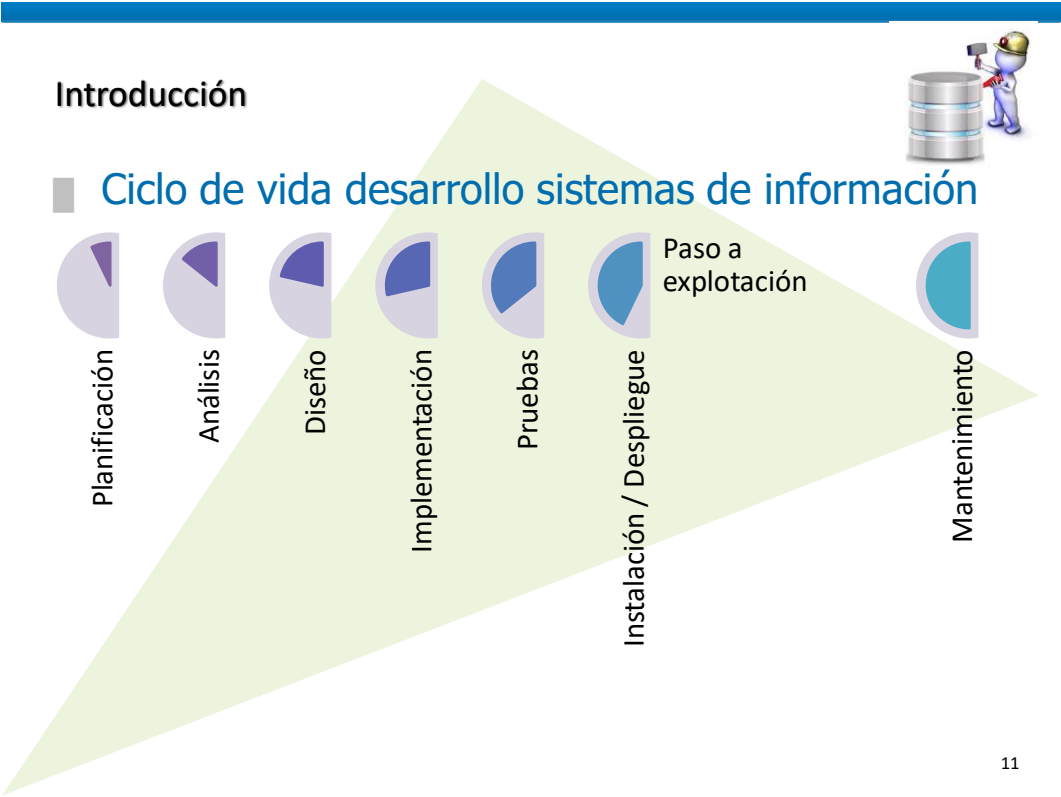 Introducción
Ciclo de vida desarrollo sistemas de información
Planificación
Análisis
Diseño
Implementación
Pruebas
Instalación / Despliegue
Paso a
explotación
Mantenimiento
11